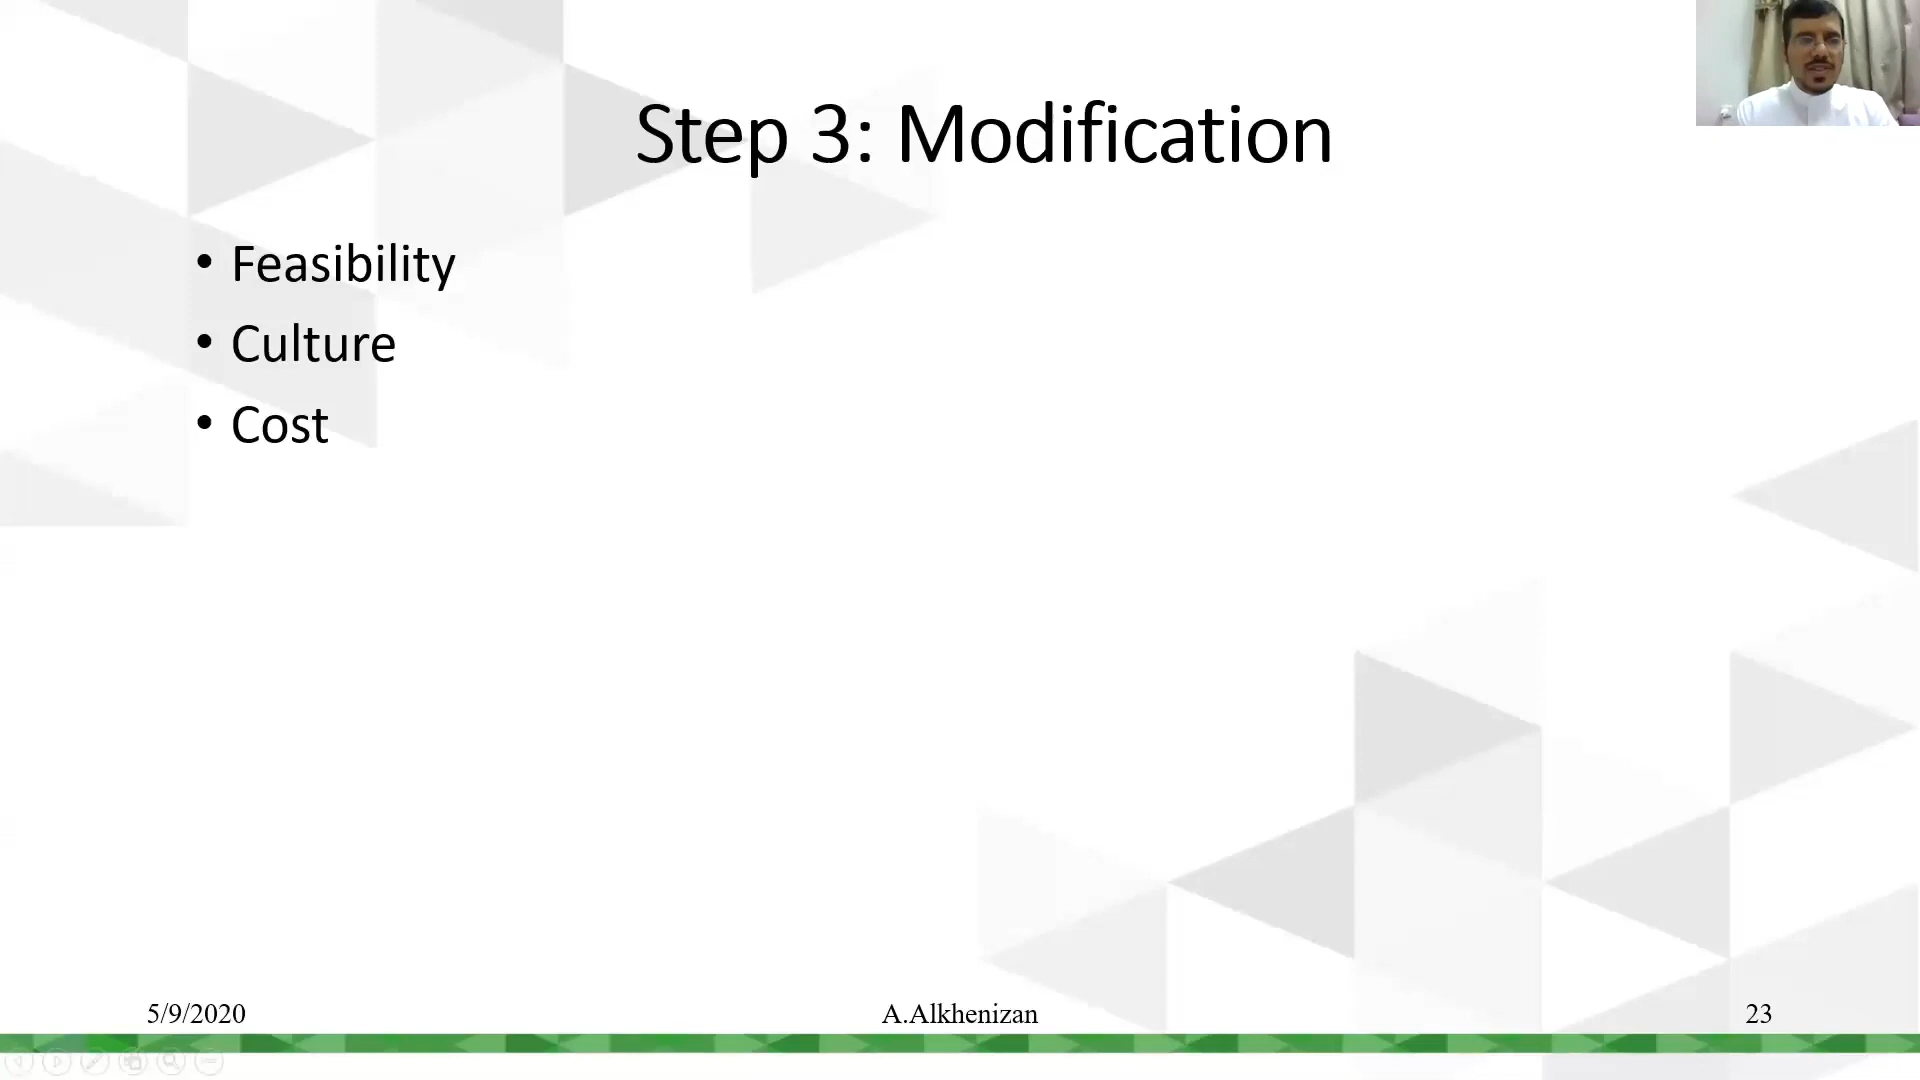 Step 3: Modification
• Feasibility
• Culture
• Cost
5/9/2020
A.Alkhenizan
23